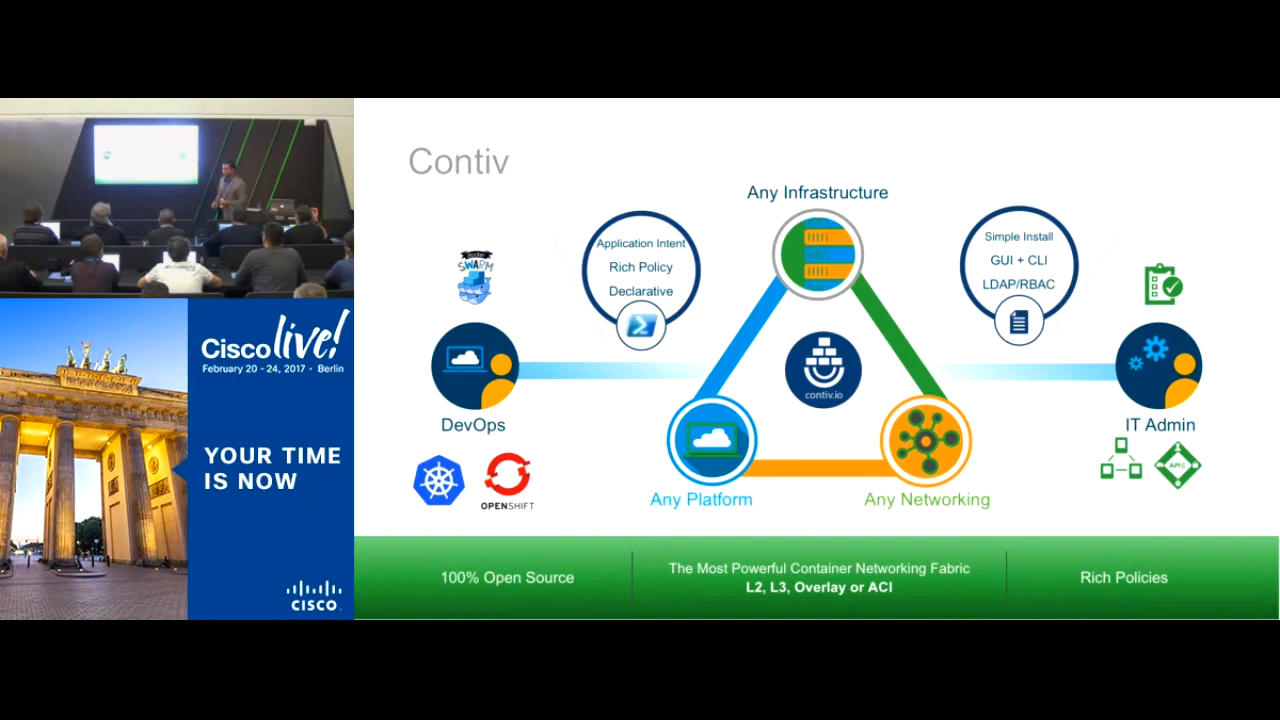 Cisco live!
February 20 - 24, 2017 • Berlin
YOUR TIME
IS NOW
CISCO
Contiv
Any Infrastructure
Application Intent
Rich Policy
Declarative
Simple Install
GUI + CLI
LDAP/RBAC
docker
SWARM
contiv.io
DevOps
IT Admin
OPENSHIFT
APIC
Any Platform
Any Networking
100% Open Source
The Most Powerful Container Networking Fabric
L2, L3, Overlay or ACI
Rich Policies